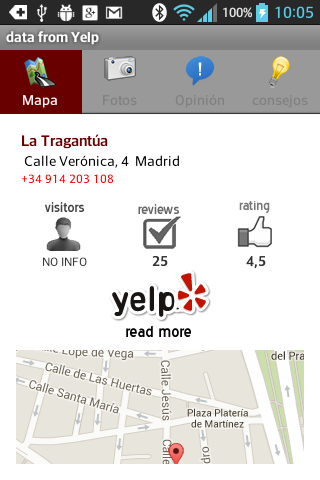 100% 10:05
data from Yelp
Mapa Fotos Opinión consejos
La Tragantúa
Calle Verónica, 4 Madrid
+34 914 203 108
visitors reviews rating
NO INFO 25 4,5
yelp
read more
Calle Lope de Vega
del Pra
Calle de Las Huertas
Calle Santa María
Calle Jesús
Plaza Platería
de Martínez
Calle